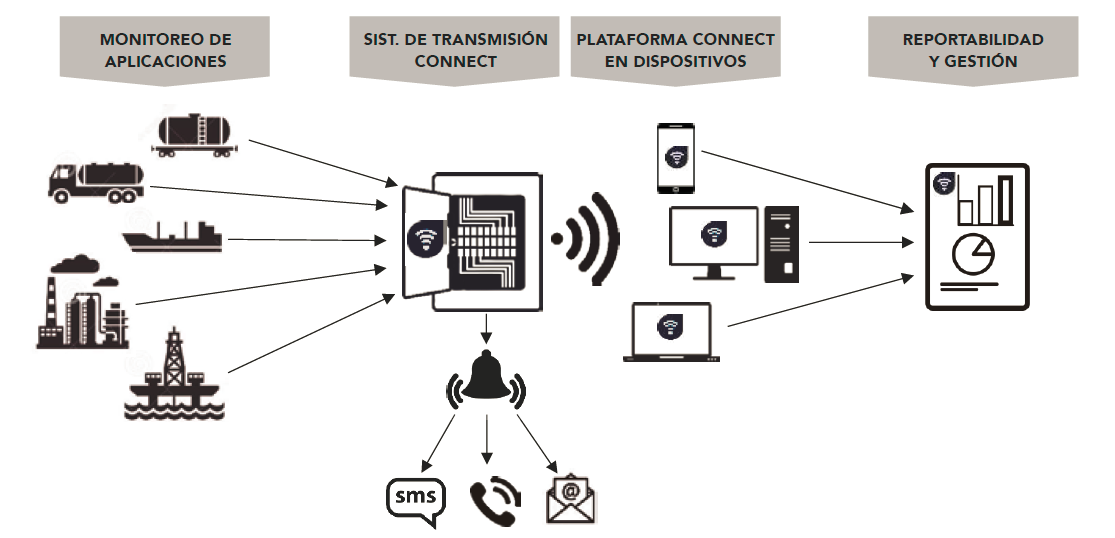 MONITOREO DE
APLICACIONES
SIST. DE TRANSMISIÓN
CONNECT
PLATAFORMA CONNECT
EN DISPOSITIVOS
REPORTABILIDAD
Y GESTIÓN
sms
@